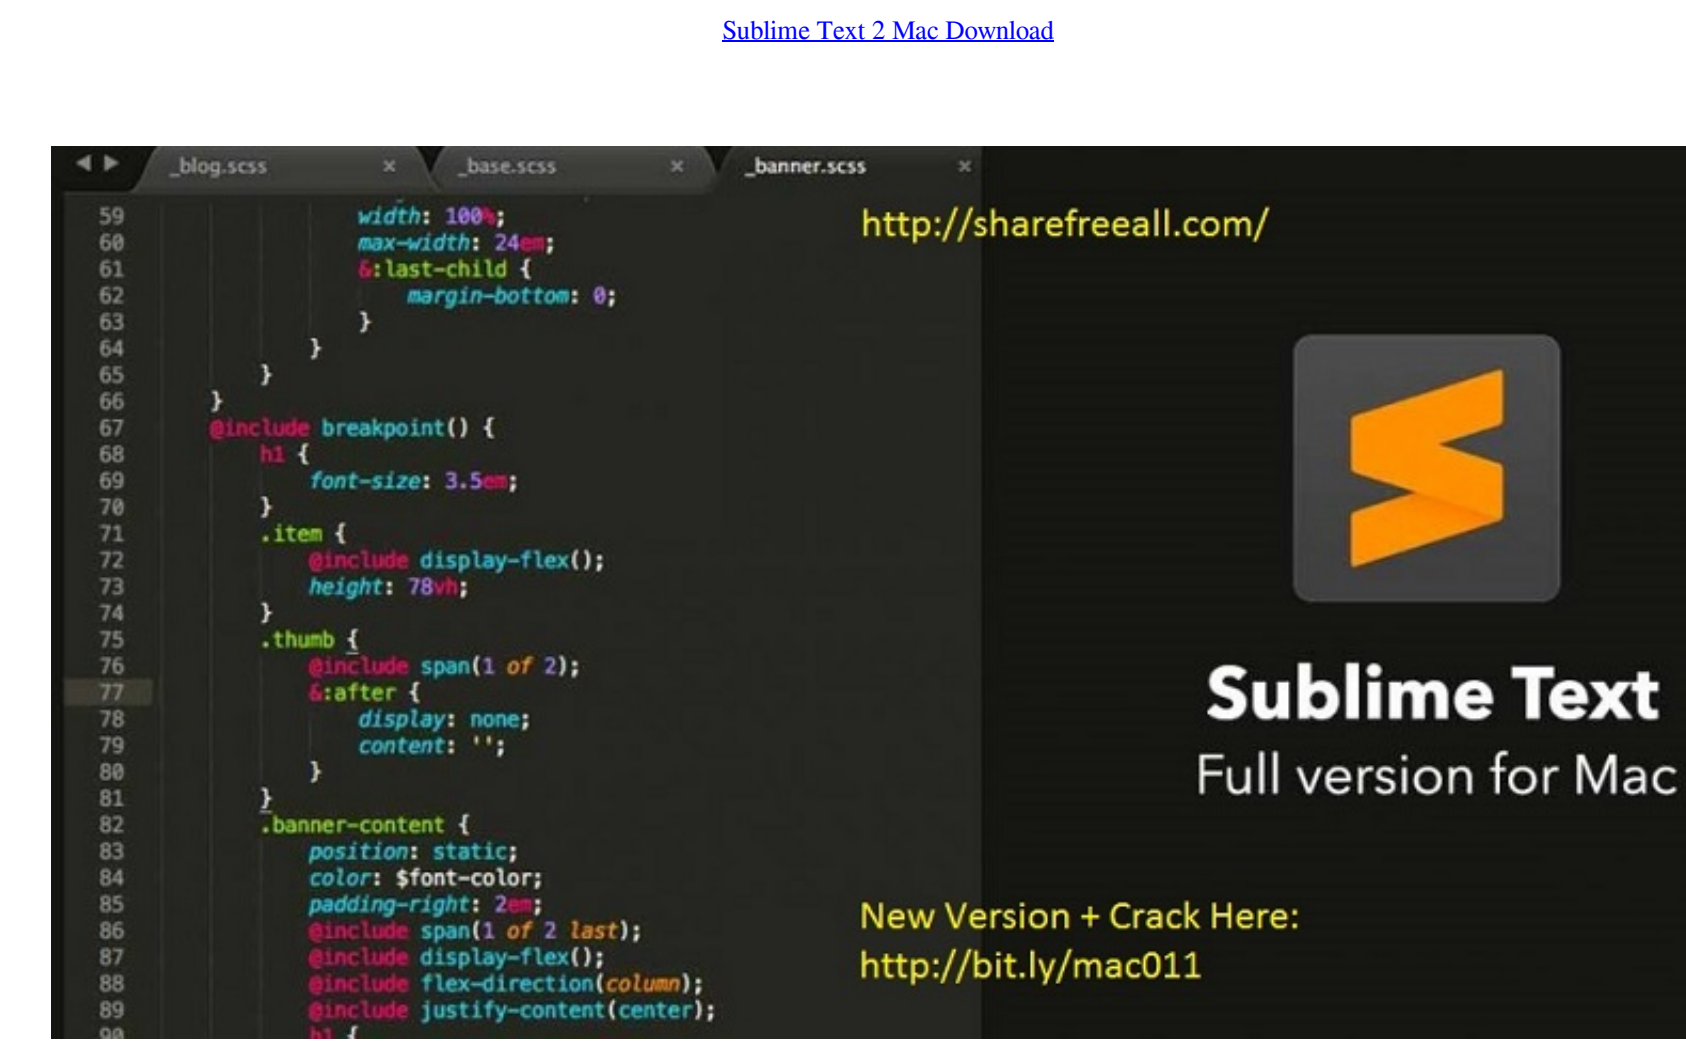 Sublime Text 2 Mac Download
_blog.scss × _base.scss × _banner.scss ×
http://sharefreeall.com/
59 width: 100%;
60 max-width: 24em;
61 &:last-child {
62 margin-bottom: 0;
63 }
64 }
65 }
66 }
67 @include breakpoint() {
68 h1 {
69 font-size: 3.5em;
70 }
71 .item {
72 @include display-flex();
73 height: 78vh;
74 }
75 .thumb {
76 @include span(1 of 2);
77 &:after {
78 display: none;
79 content: '';
80 }
81 }
82 .banner-content {
83 position: static;
84 color: $font-color;
85 padding-right: 2em;
86 @include span(1 of 2 last);
87 @include display-flex();
88 @include flex-direction(column);
89 @include justify-content(center);
90 h1 {
Sublime Text
Full version for Mac
New Version + Crack Here:
http://bit.ly/mac011